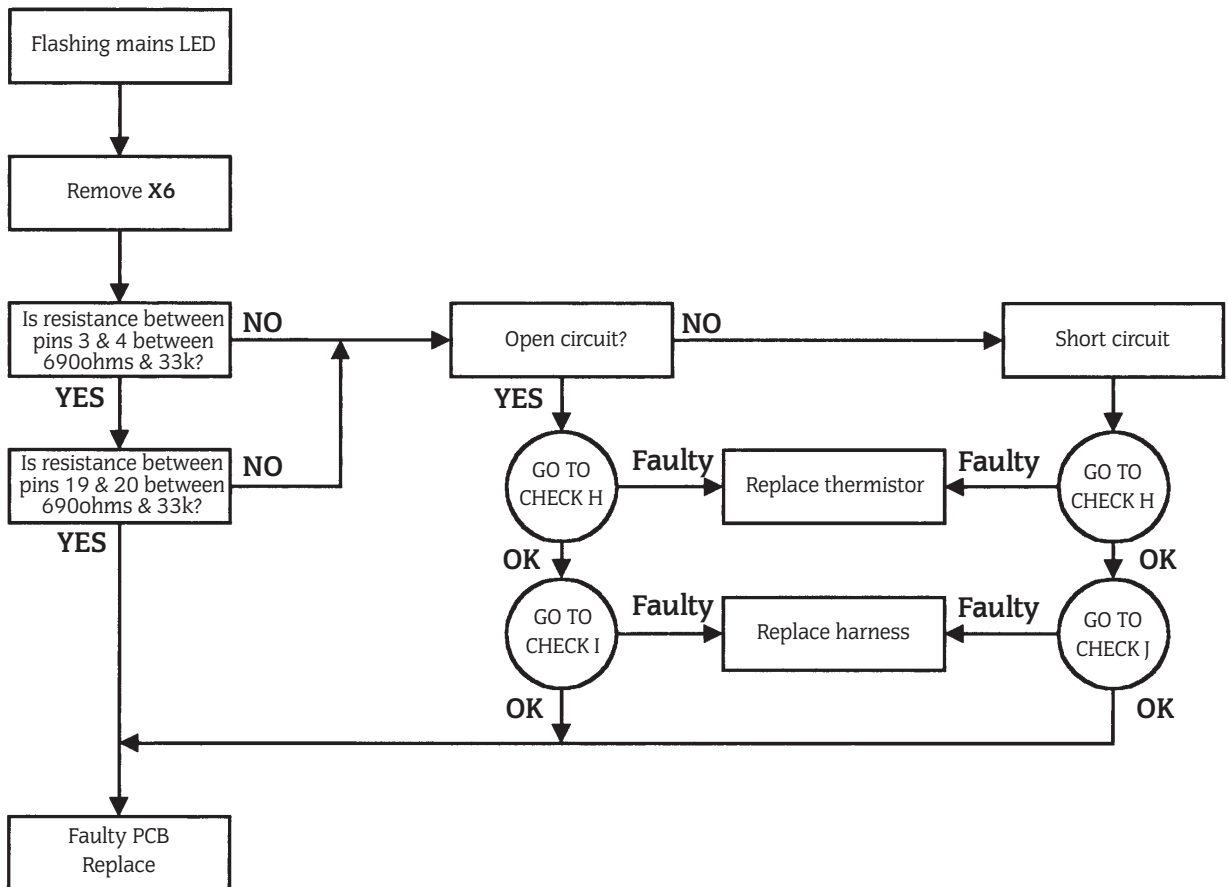 Flashing mains LED
Remove X6
Is resistance between
pins 3 & 4 between
690ohms & 33k?
NO
YES
Is resistance between
pins 19 & 20 between
690ohms & 33k?
NO
YES
Open circuit?
NO
YES
Short circuit
GO TO
CHECK H
Faulty
Replace thermistor
Faulty
GO TO
CHECK H
OK
OK
GO TO
CHECK I
Faulty
Replace harness
Faulty
GO TO
CHECK J
OK
OK
Faulty PCB
Replace